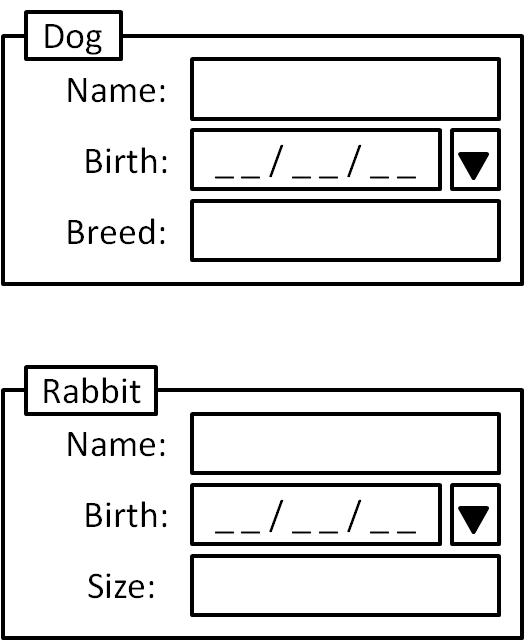 Dog
Name:
Birth: __/__/__
Breed:
Rabbit
Name:
Birth: __/__/__
Size: